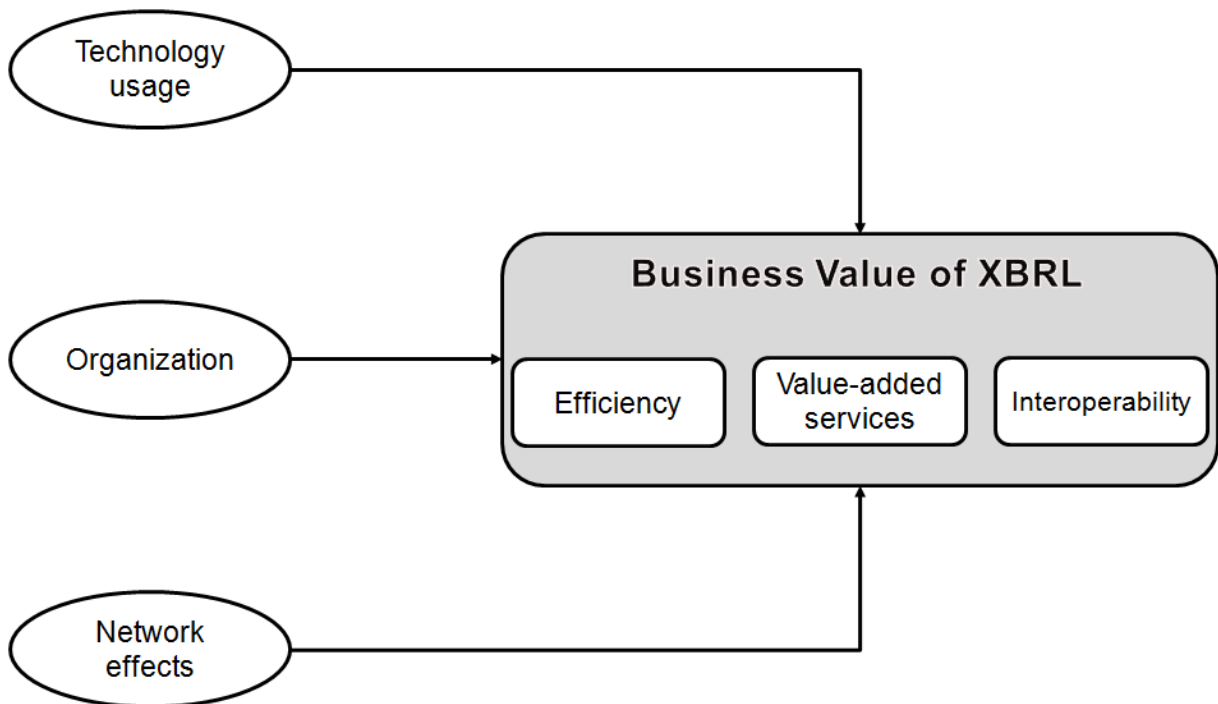 Technology
usage
Business Value of XBRL
Organization
Efficiency
Value-added
services
Interoperability
Network
effects